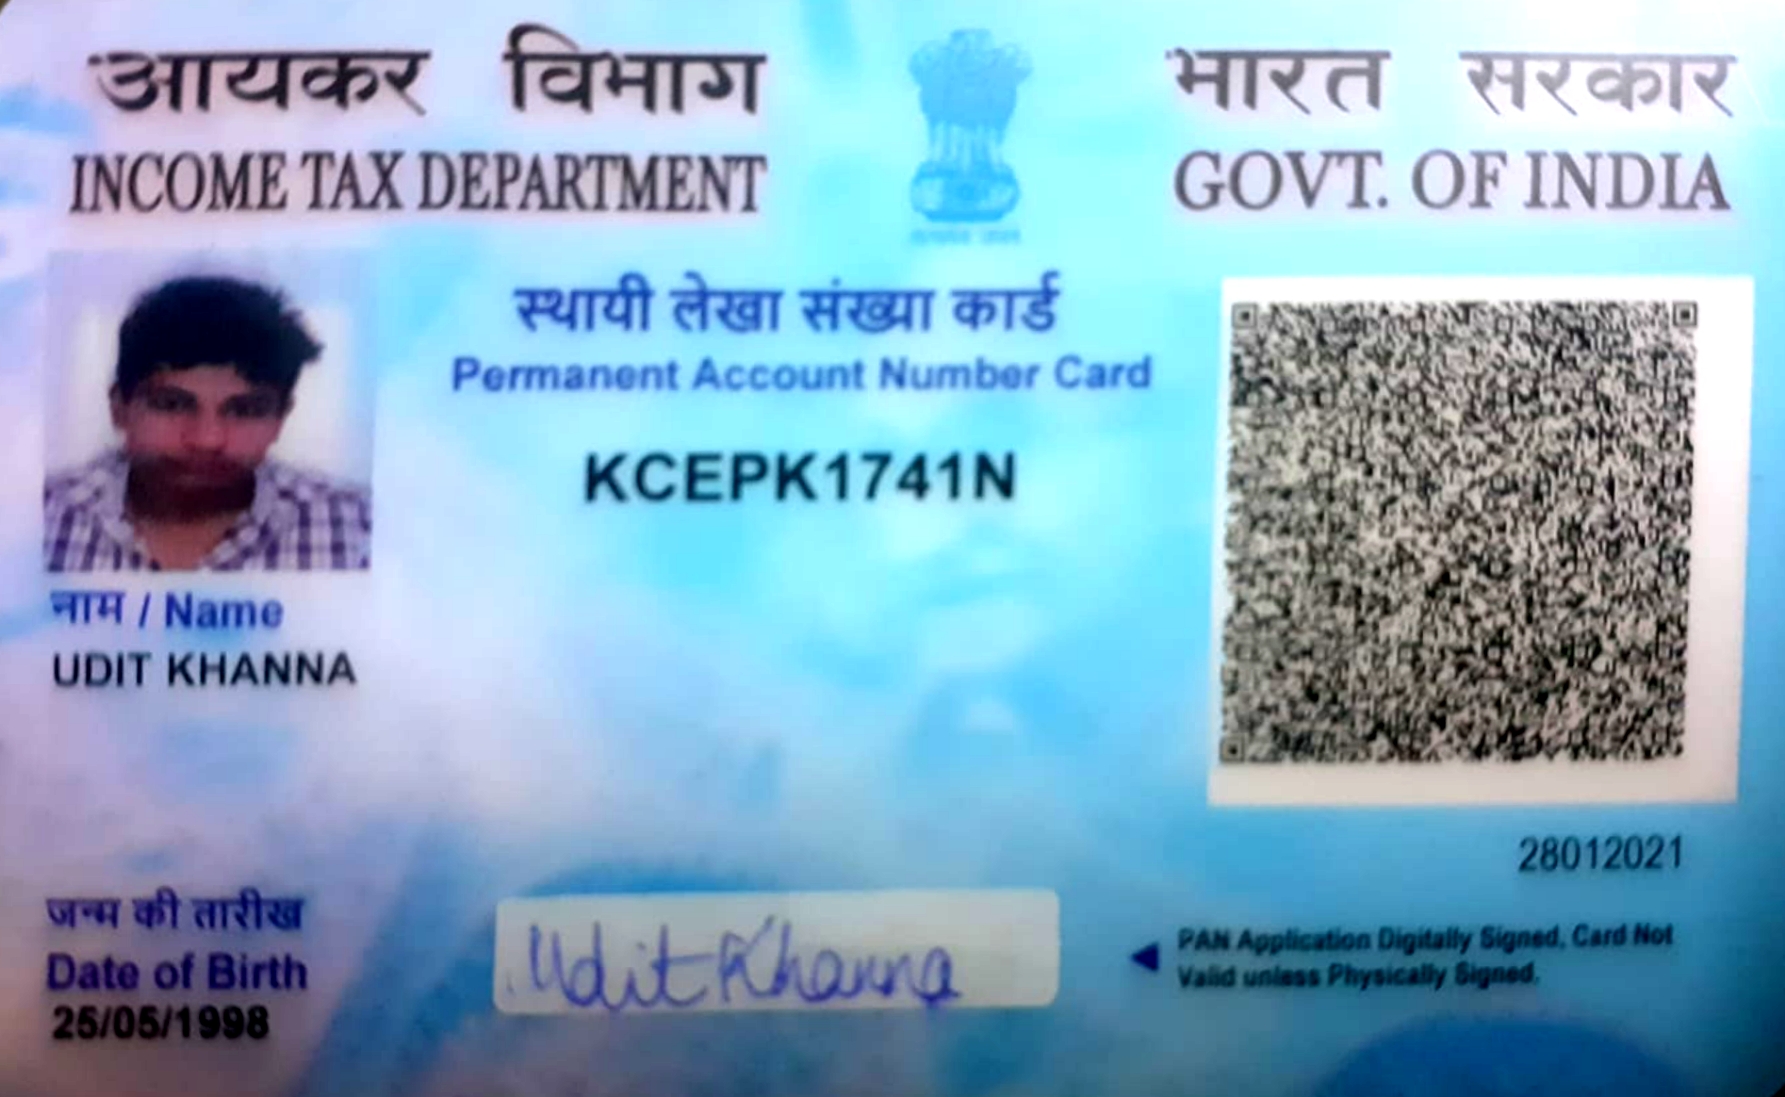 आयकर विभाग
INCOME TAX DEPARTMENT
भारत सरकार
GOVT. OF INDIA
स्थायी लेखा संख्या कार्ड
Permanent Account Number Card
KCEPK1741N
नाम / Name
UDIT KHANNA
28012021
जन्म की तारीख
Date of Birth
25/05/1998
Udit Khanna
PAN Application Digitally Signed, Card Not
Valid unless Physically Signed.